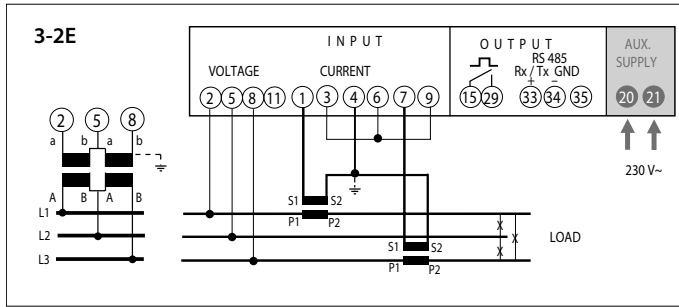 3-2E
INPUT
OUTPUT
AUX.
SUPPLY
VOLTAGE
CURRENT
RS 485
Rx / Tx GND
+ −
2 5 8 11 1 3 4 6 7 9 15 29 33 34 35 20 21
230 V~
2 5 8
a b a b
A B A B
L1
L2
L3
S1 S2
P1 P2
S1 S2
P1 P2
X
X
X
LOAD